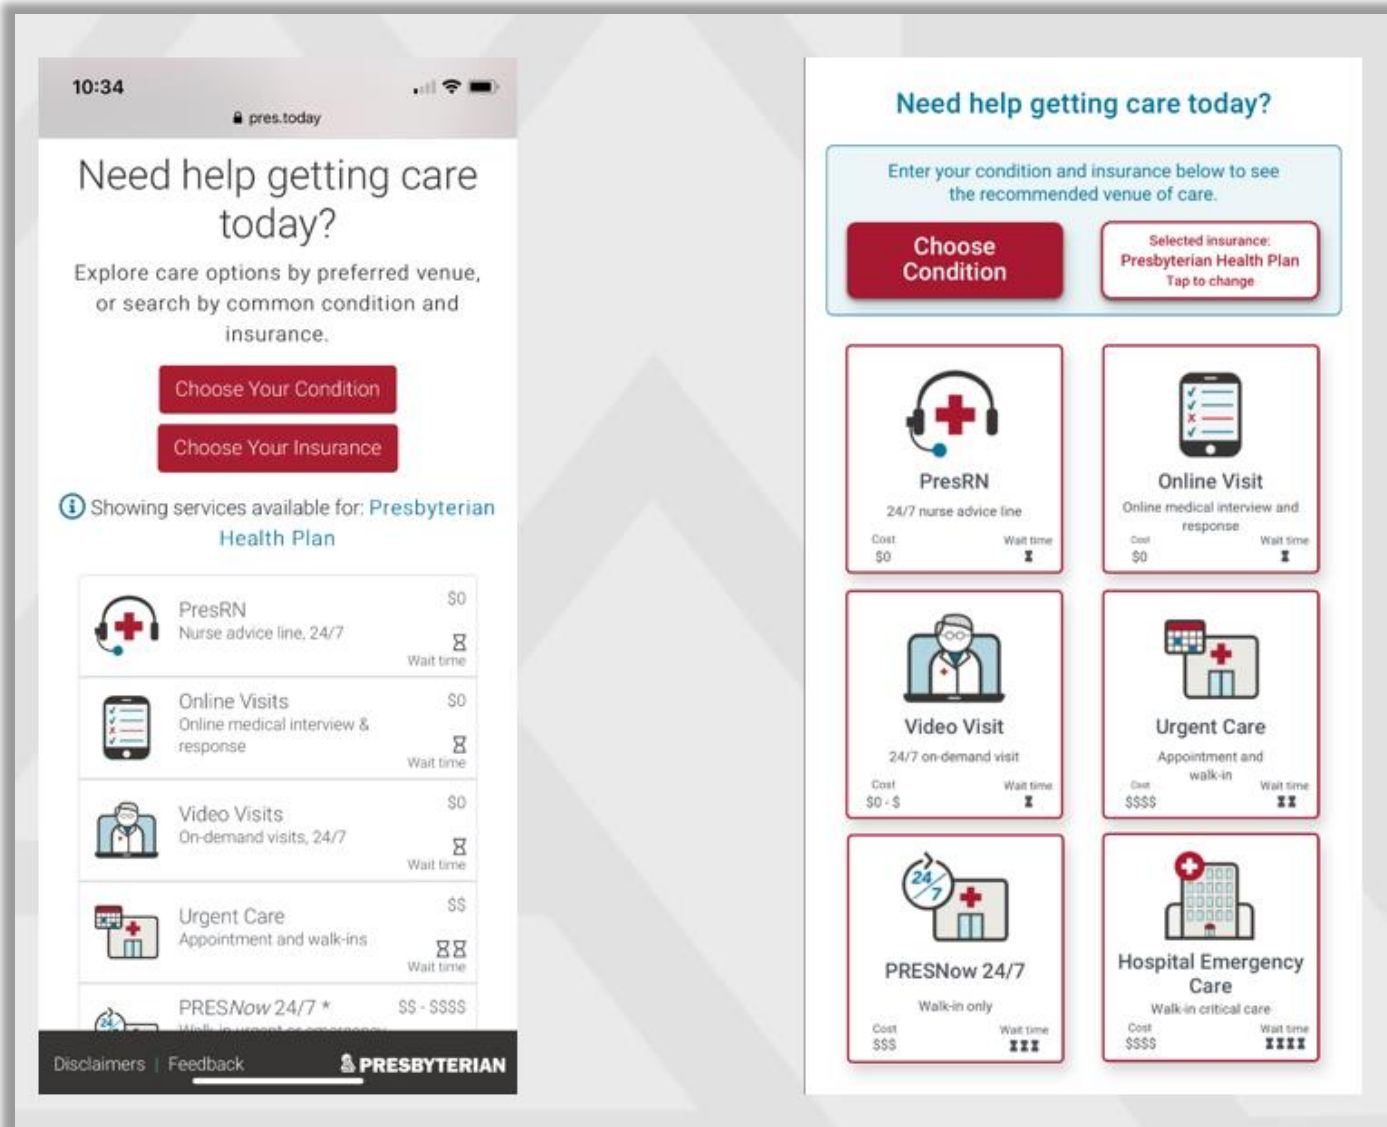 10:34
pres.today
Need help getting care
today?
Explore care options by preferred venue,
or search by common condition and
insurance.
Choose Your Condition
Choose Your Insurance
Showing services available for: Presbyterian
Health Plan
PresRN
Nurse advice line, 24/7
$0
Wait time
Online Visits
Online medical interview &
response
$0
Wait time
Video Visits
On-demand visits, 24/7
$0
Wait time
Urgent Care
Appointment and walk-ins
$$
Wait time
PRESNow 24/7 *
$$ - $$$$
Walk-in urgent or emergency
Disclaimers | Feedback
PRESBYTERIAN
Need help getting care today?
Enter your condition and insurance below to see
the recommended venue of care.
Choose
Condition
Selected insurance:
Presbyterian Health Plan
Tap to change
PresRN
24/7 nurse advice line
Cost Wait time
$0
Online Visit
Online medical interview and
response
Cost Wait time
$0
Video Visit
24/7 on-demand visit
Cost Wait time
$0 - $
Urgent Care
Appointment and
walk-in
Cost Wait time
$$$$
24/7
PRESNow 24/7
Walk-in only
Cost Wait time
$$$
Hospital Emergency
Care
Walk-in critical care
Cost Wait time
$$$$